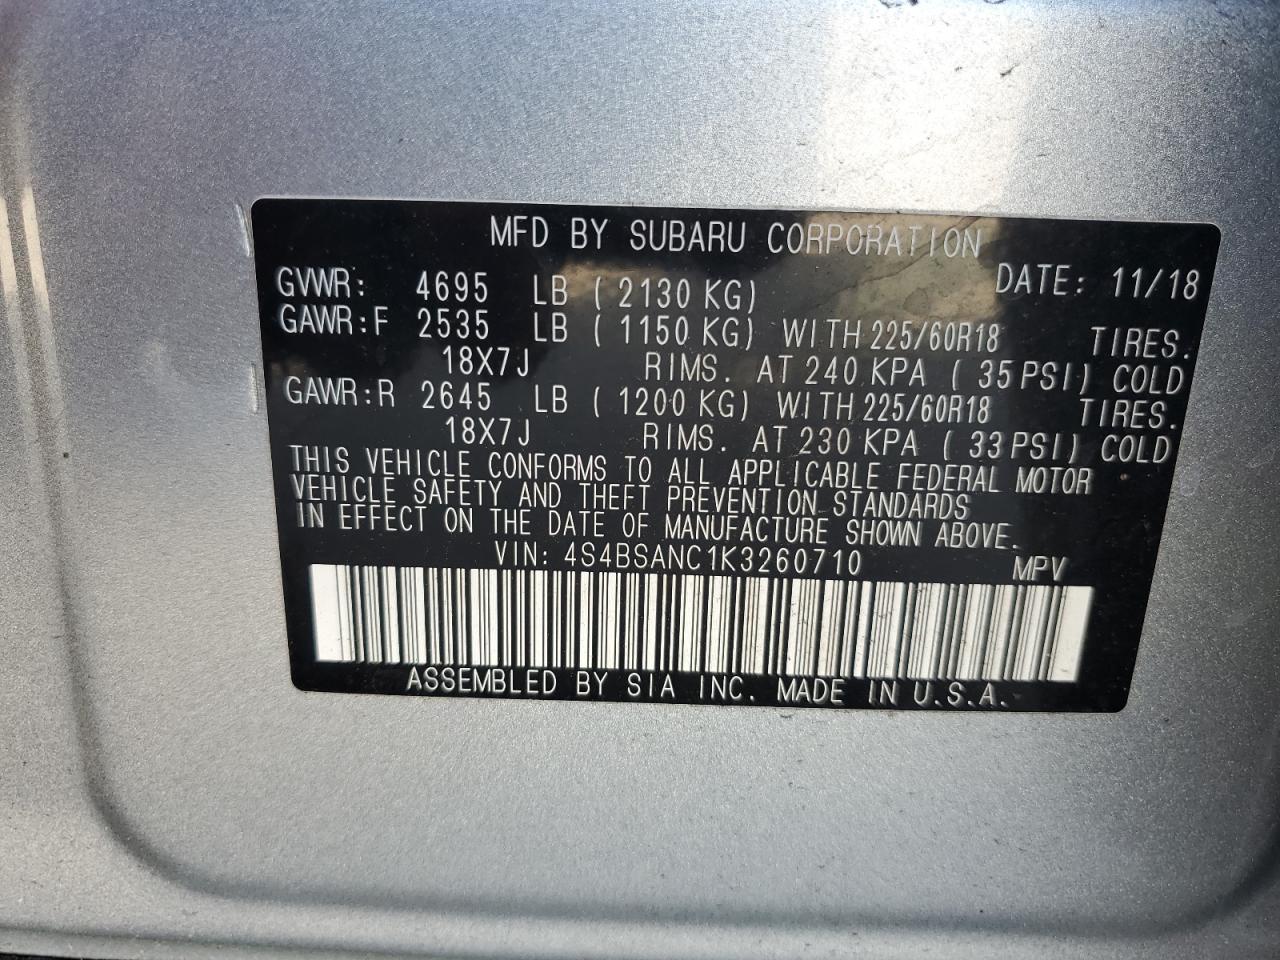 MFD BY SUBARU CORPORATION
GVWR: 4695 LB ( 2130 KG) DATE: 11/18
GAWR:F 2535 LB ( 1150 KG) WITH 225/60R18 TIRES.
18X7J RIMS. AT 240 KPA ( 35 PSI) COLD
GAWR:R 2645 LB ( 1200 KG) WITH 225/60R18 TIRES.
18X7J RIMS. AT 230 KPA ( 33 PSI) COLD
THIS VEHICLE CONFORMS TO ALL APPLICABLE FEDERAL MOTOR
VEHICLE SAFETY AND THEFT PREVENTION STANDARDS
IN EFFECT ON THE DATE OF MANUFACTURE SHOWN ABOVE.
VIN: 4S4BSANC1K3260710 MPV
ASSEMBLED BY SIA INC. MADE IN U.S.A.